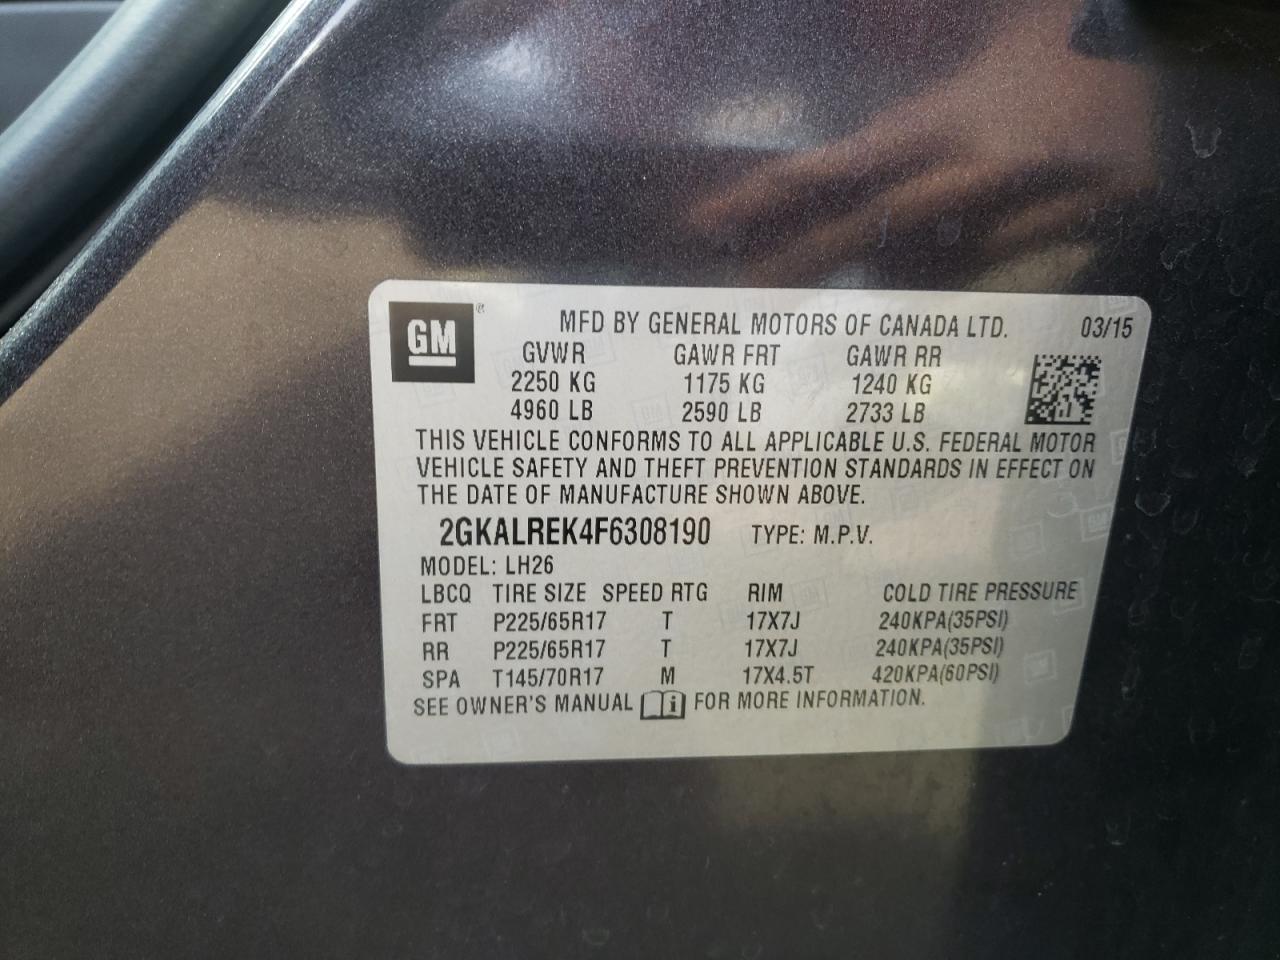 GM ®
MFD BY GENERAL MOTORS OF CANADA LTD. 03/15
GVWR GAWR FRT GAWR RR
2250 KG 1175 KG 1240 KG
4960 LB 2590 LB 2733 LB
THIS VEHICLE CONFORMS TO ALL APPLICABLE U.S. FEDERAL MOTOR
VEHICLE SAFETY AND THEFT PREVENTION STANDARDS IN EFFECT ON
THE DATE OF MANUFACTURE SHOWN ABOVE.
2GKALREK4F6308190 TYPE: M.P.V.
MODEL: LH26
LBCQ TIRE SIZE SPEED RTG RIM COLD TIRE PRESSURE
FRT P225/65R17 T 17X7J 240KPA(35PSI)
RR P225/65R17 T 17X7J 240KPA(35PSI)
SPA T145/70R17 M 17X4.5T 420KPA(60PSI)
SEE OWNER'S MANUAL i FOR MORE INFORMATION.